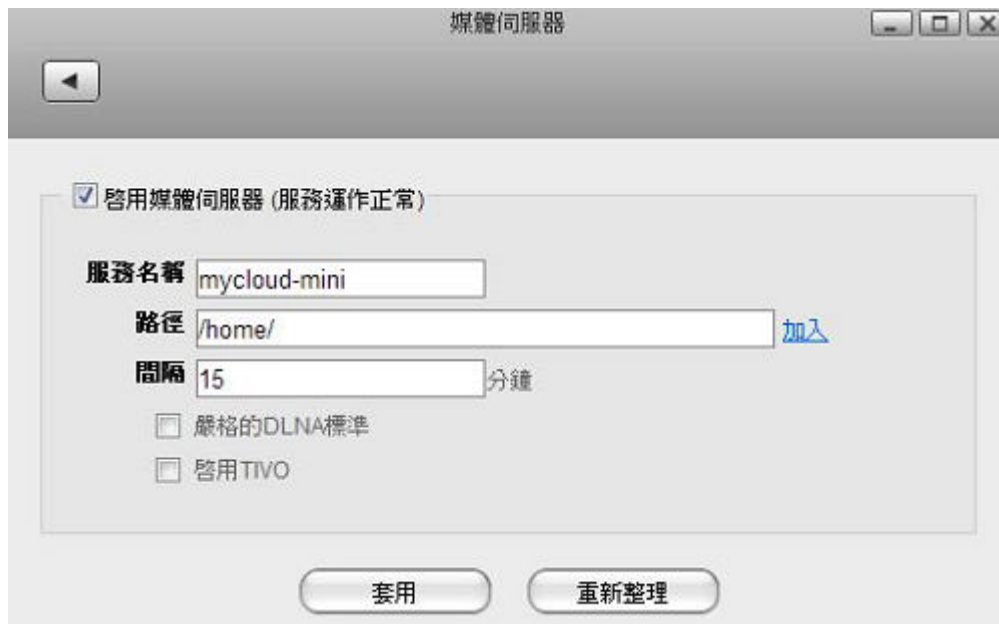 媒體伺服器
啓用媒體伺服器 (服務運作正常)
服務名稱 mycloud-mini
路徑 /home/ 加入
間隔 15 分鐘
嚴格的DLNA標準
啓用TIVO
套用 重新整理